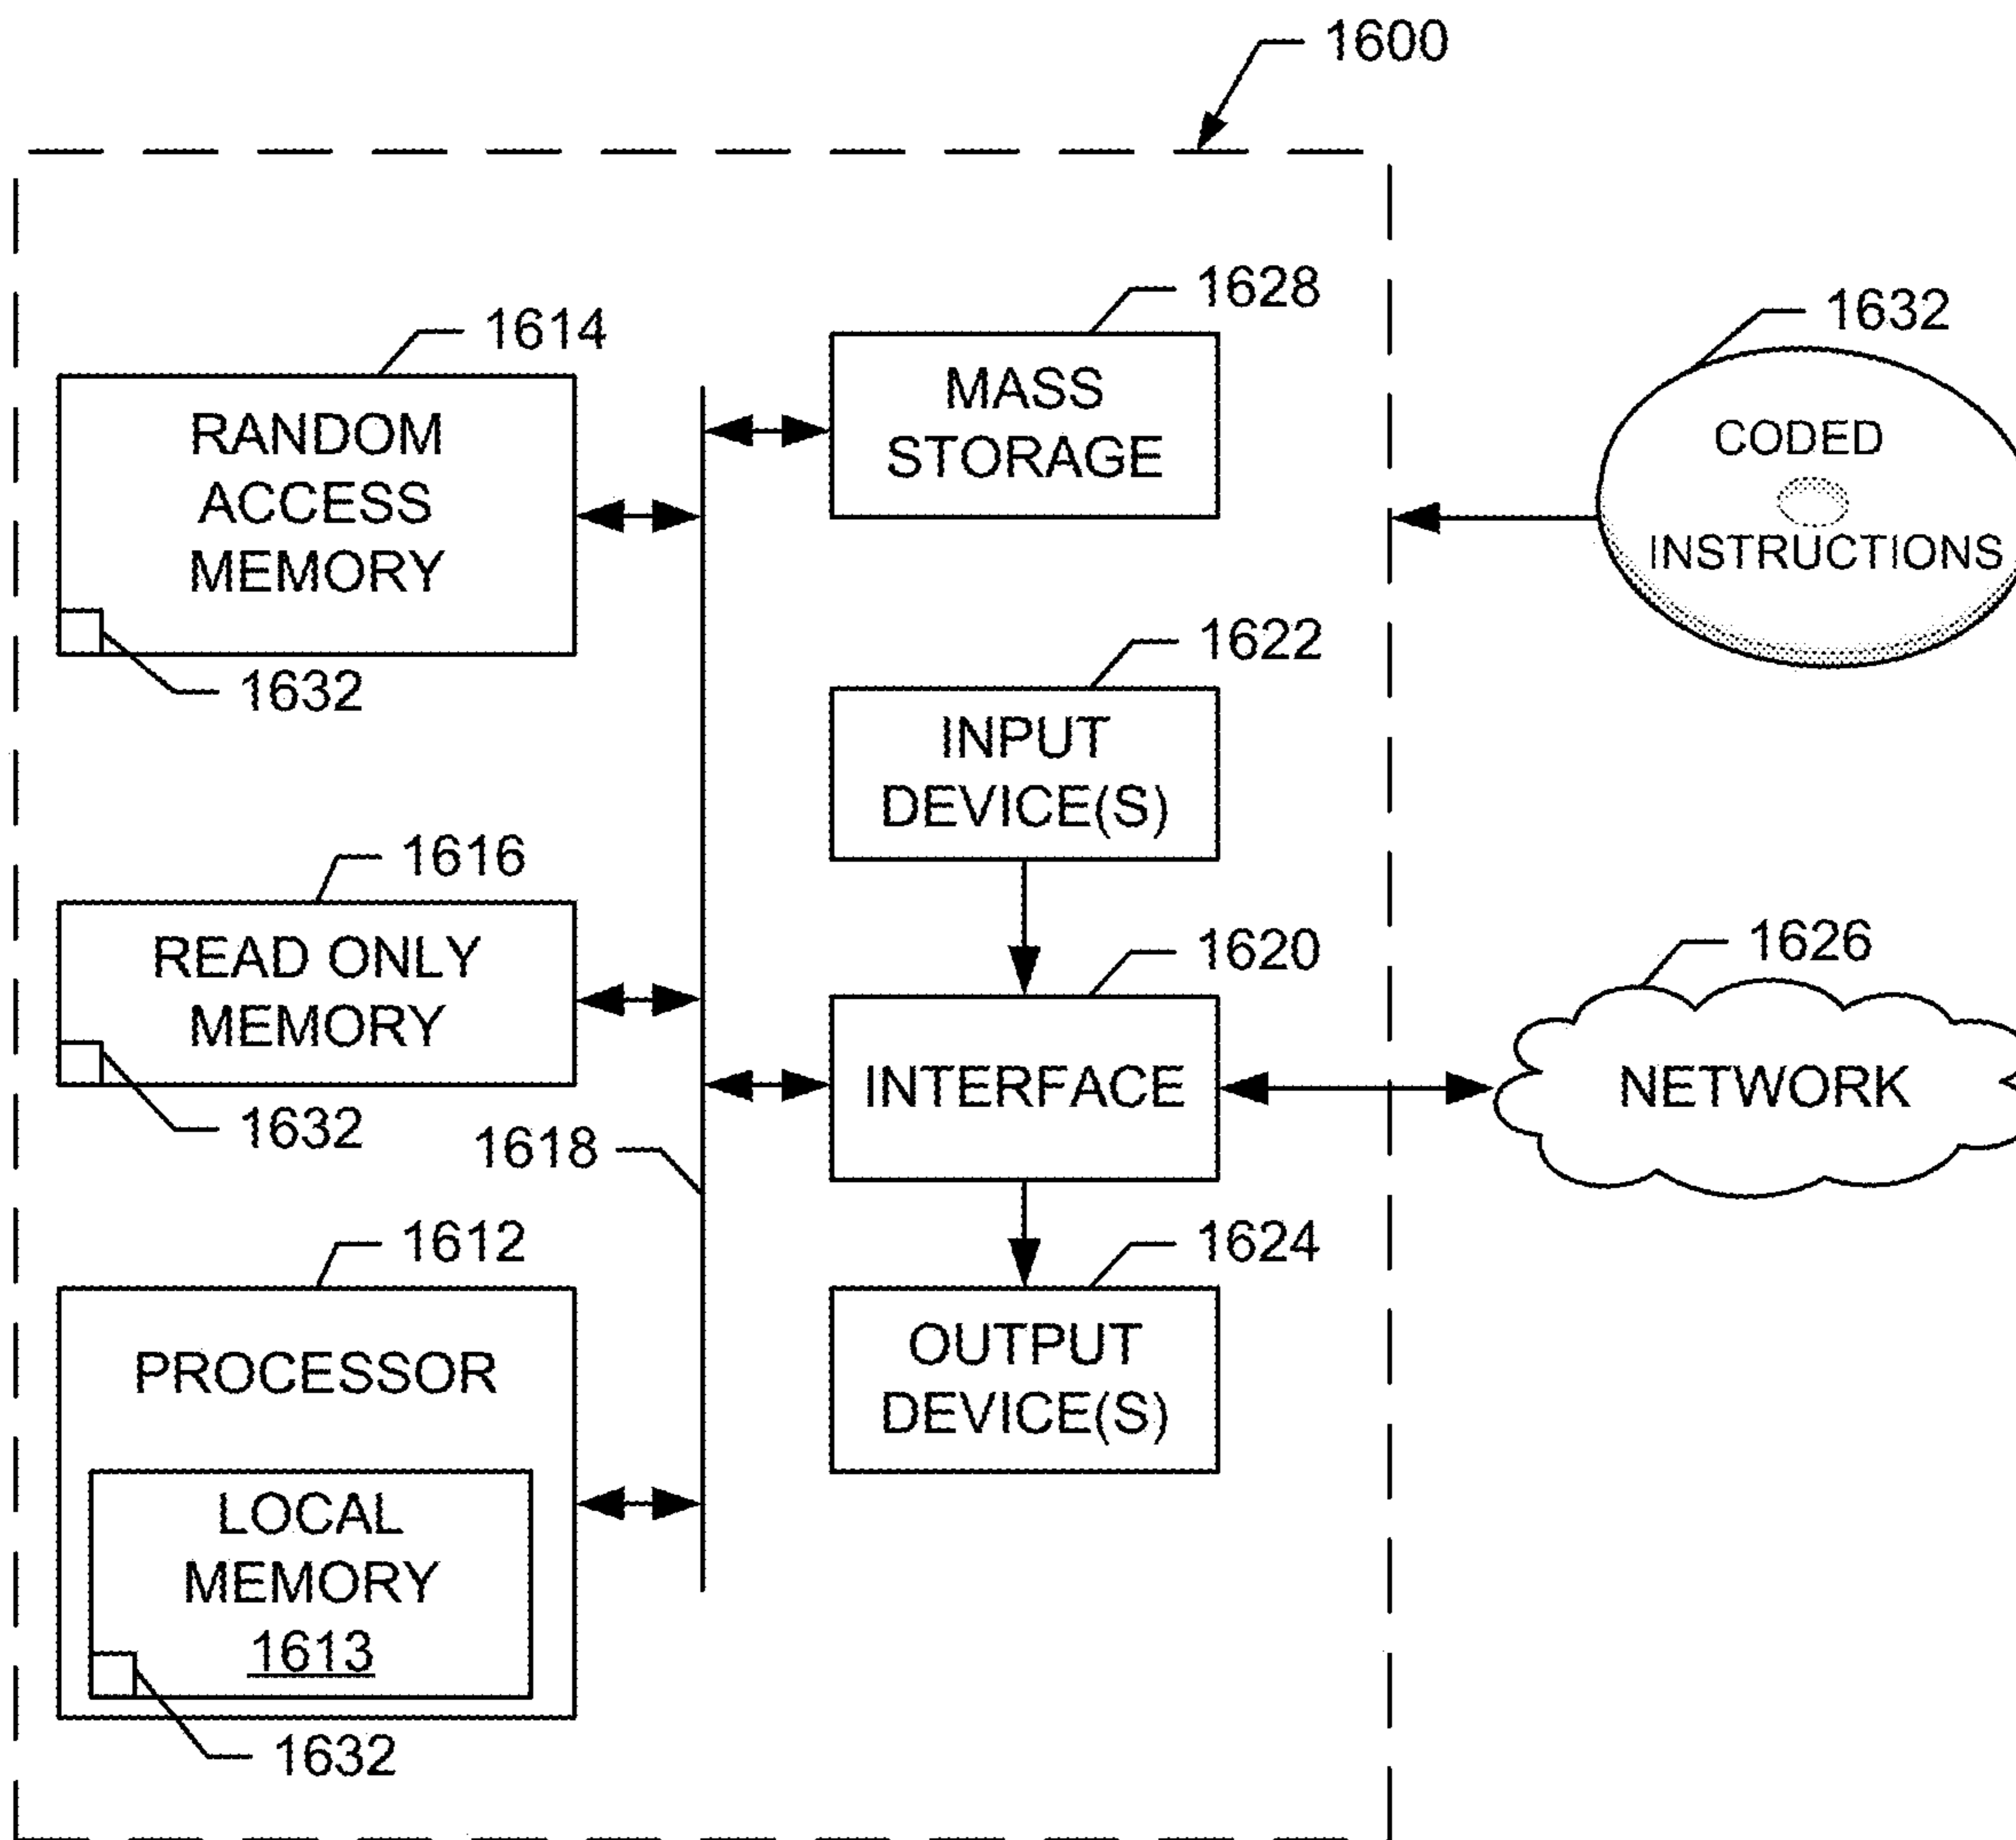 1600
1628
MASS
STORAGE
1614
RANDOM
ACCESS
MEMORY
1632
1632
CODED
INSTRUCTIONS
1622
INPUT
DEVICE(S)
1616
READ ONLY
MEMORY
1632
1620
INTERFACE
1626
NETWORK
1618
1612
PROCESSOR
LOCAL
MEMORY
1613
1632
1624
OUTPUT
DEVICE(S)